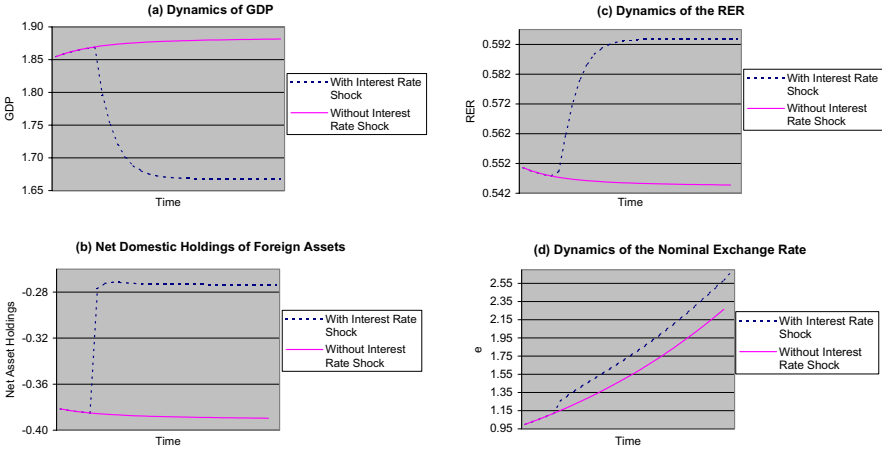 (a) Dynamics of GDP
1.90
1.85
1.80
1.75
1.70
1.65
GDP
Time
With Interest Rate
Shock
Without Interest
Rate Shock
(c) Dynamics of the RER
0.592
0.582
0.572
0.562
0.552
0.542
RER
Time
With Interest Rate
Shock
Without Interest
Rate Shock
(b) Net Domestic Holdings of Foreign Assets
-0.28
-0.32
-0.36
-0.40
Net Asset Holdings
Time
With Interest Rate
Shock
Without Interest
Rate Shock
(d) Dynamics of the Nominal Exchange Rate
2.55
2.35
2.15
1.95
1.75
1.55
1.35
1.15
0.95
e
Time
With Interest Rate
Shock
Without Interest
Rate Shock